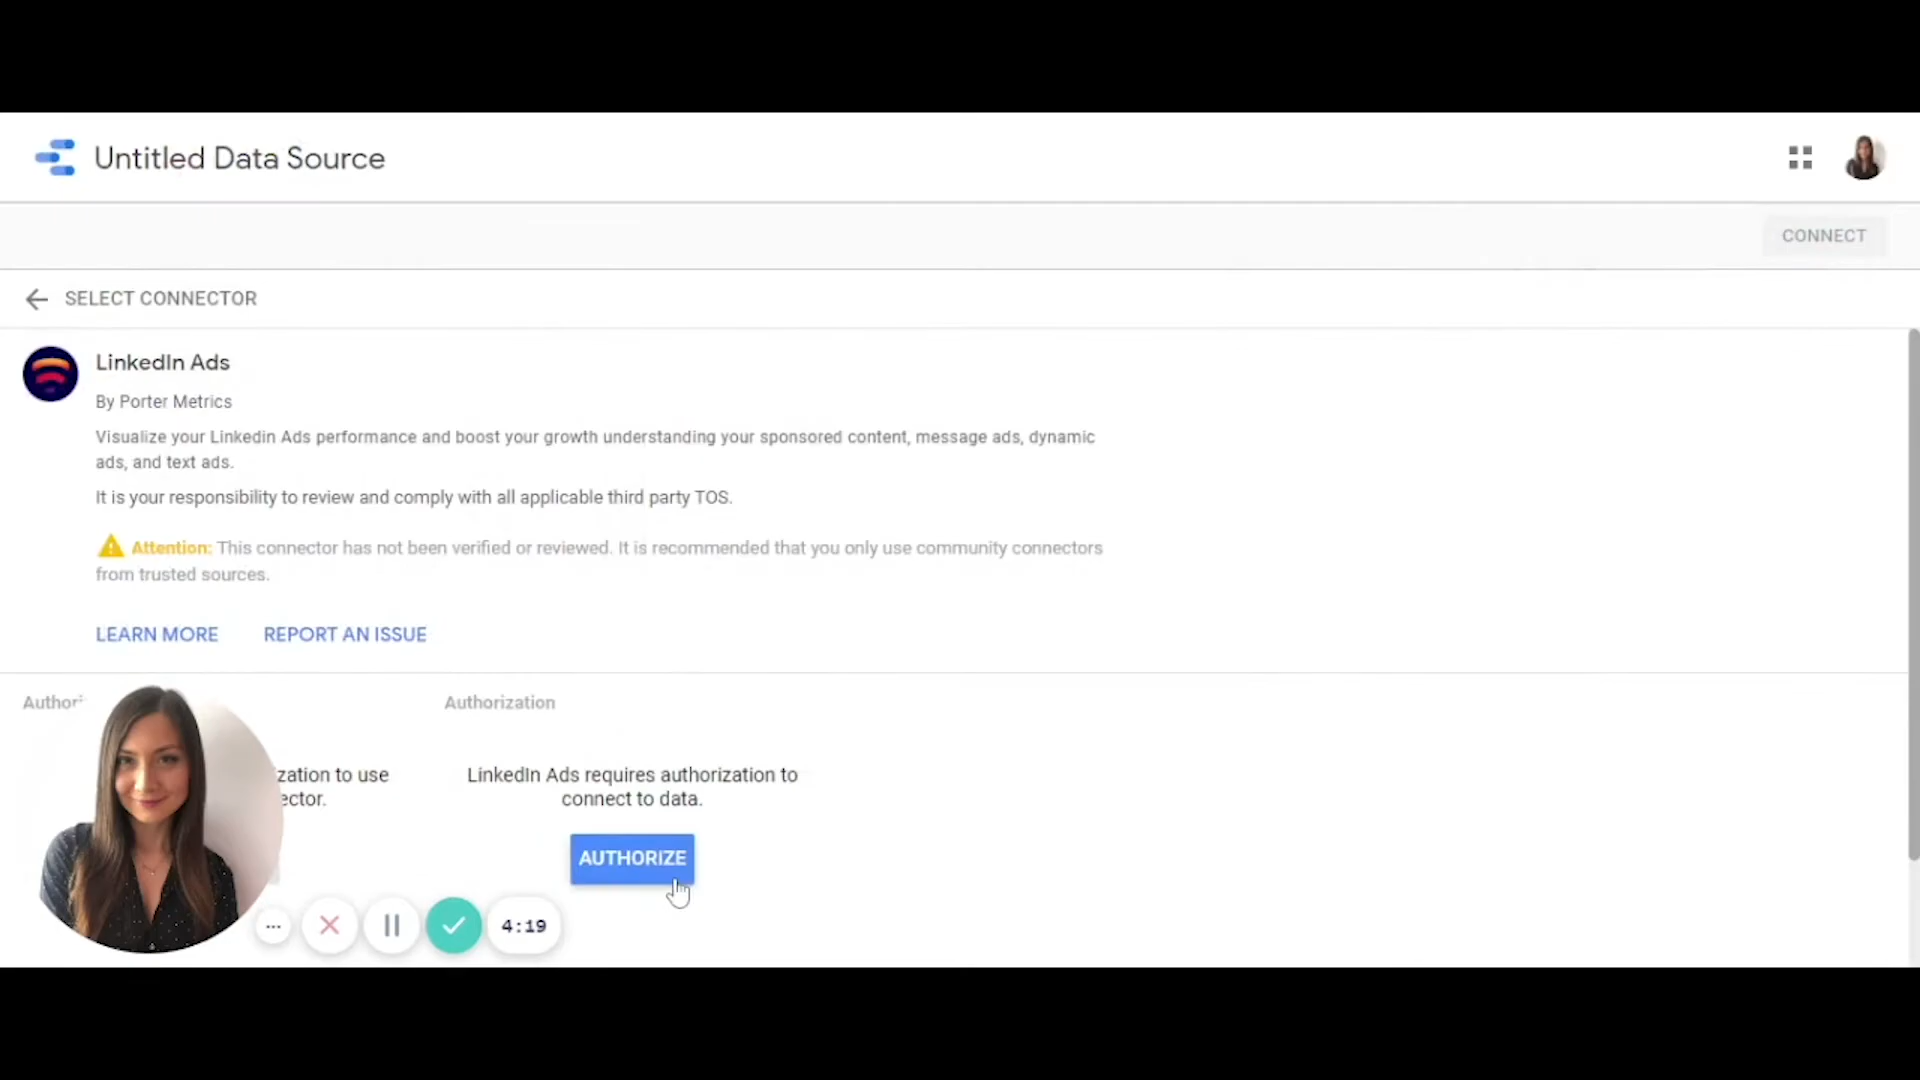 Untitled Data Source
CONNECT
SELECT CONNECTOR
LinkedIn Ads
By Porter Metrics
Visualize your Linkedin Ads performance and boost your growth understanding your sponsored content, message ads, dynamic
ads, and text ads.
It is your responsibility to review and comply with all applicable third party TOS.
Attention: This connector has not been verified or reviewed. It is recommended that you only use community connectors
from trusted sources.
LEARN MORE REPORT AN ISSUE
Authorization
to use
LinkedIn Ads requires authorization to
connect to data.
AUTHORIZE
4:19